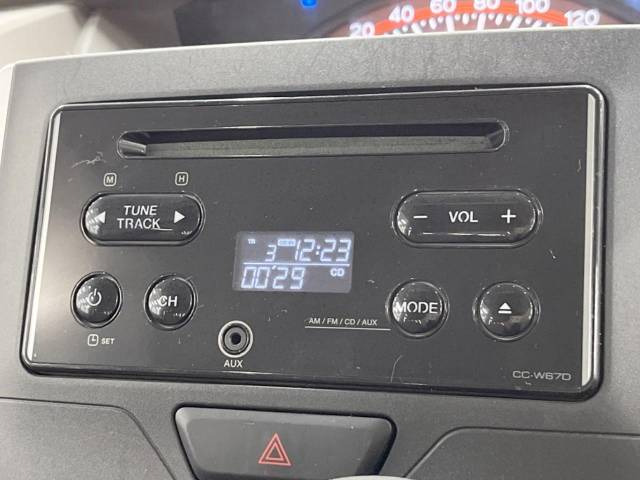 20 40 60 80 100 120
M H
TUNE
TRACK
− VOL +
3 12:23
00'29 CD
CH
MODE
SET
AM / FM / CD / AUX
AUX
CC-W67D